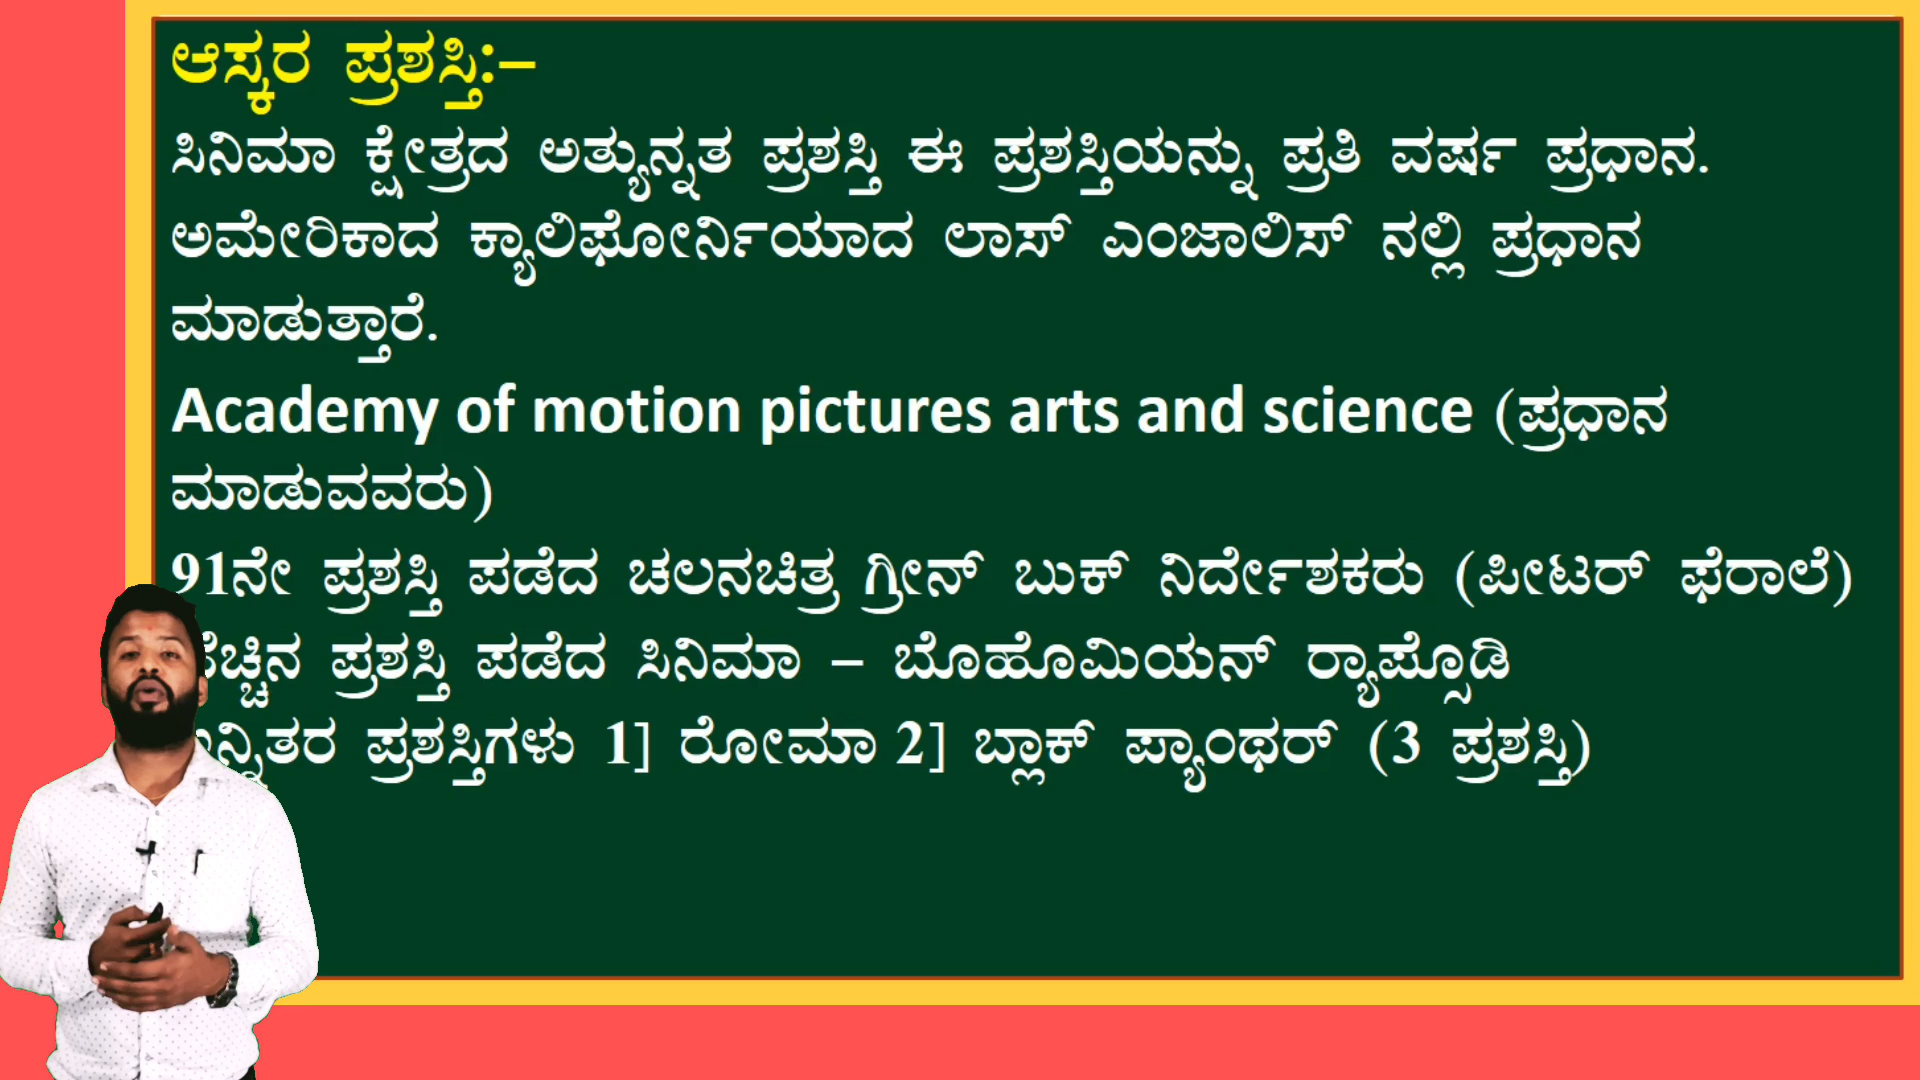 ಆಸ್ಕರ ಪ್ರಶಸ್ತಿ:–
ಸಿನಿಮಾ ಕ್ಷೇತ್ರದ ಅತ್ಯುನ್ನತ ಪ್ರಶಸ್ತಿ ಈ ಪ್ರಶಸ್ತಿಯನ್ನು ಪ್ರತಿ ವರ್ಷ ಪ್ರಧಾನ.
ಅಮೇರಿಕಾದ ಕ್ಯಾಲಿಫೋರ್ನಿಯಾದ ಲಾಸ್ ಎಂಜಾಲಿಸ್ ನಲ್ಲಿ ಪ್ರಧಾನ
ಮಾಡುತ್ತಾರೆ.
Academy of motion pictures arts and science (ಪ್ರಧಾನ
ಮಾಡುವವರು)
91ನೇ ಪ್ರಶಸ್ತಿ ಪಡೆದ ಚಲನಚಿತ್ರ ಗ್ರೀನ್ ಬುಕ್ ನಿರ್ದೇಶಕರು (ಪೀಟರ್ ಫೆರಾಲೆ)
ಪ್ರಶಸ್ತಿ ಪಡೆದ ಸಿನಿಮಾ – ಬೊಹೊಮಿಯನ್ ರ‍್ಯಾಪ್ಸೊಡಿ
ಪ್ರಶಸ್ತಿಗಳು 1] ರೋಮಾ 2] ಬ್ಲಾಕ್ ಪ್ಯಾಂಥರ್ (3 ಪ್ರಶಸ್ತಿ)